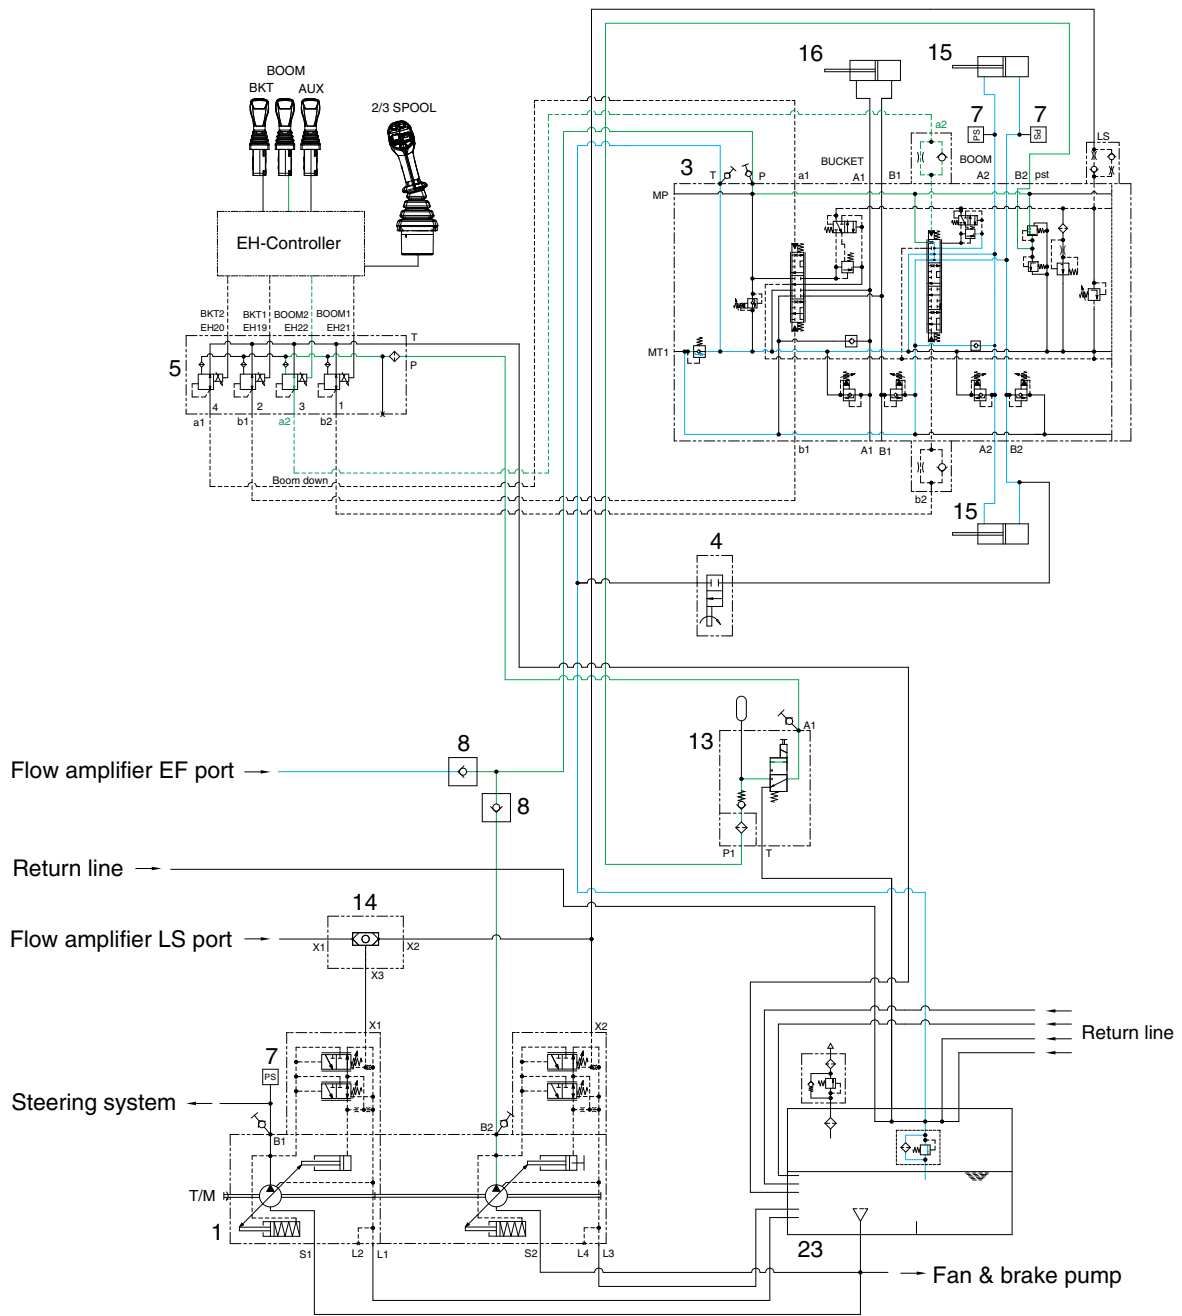 BOOM
BKT AUX
2/3 SPOOL
EH-Controller
BKT2 BKT1 BOOM2 BOOM1
EH20 EH19 EH22 EH21
T
P
5
4 2 3 1
a1 b1 a2 b2
Boom down
16
15
7 7
PS PS
a2
LS
3
T P a1 BUCKET A1 B1 BOOM A2 B2 pst
MP
MT1
b1 A1 B1 A2 B2
b2
15
4
13
A1
P1 T
8
Flow amplifier EF port
8
Return line
14
Flow amplifier LS port
X1 X2
X3
X1 X2
7
PS
Steering system
B1 B2
T/M
1
S1 L2 L1 S2 L4 L3
Return line
23
Fan & brake pump